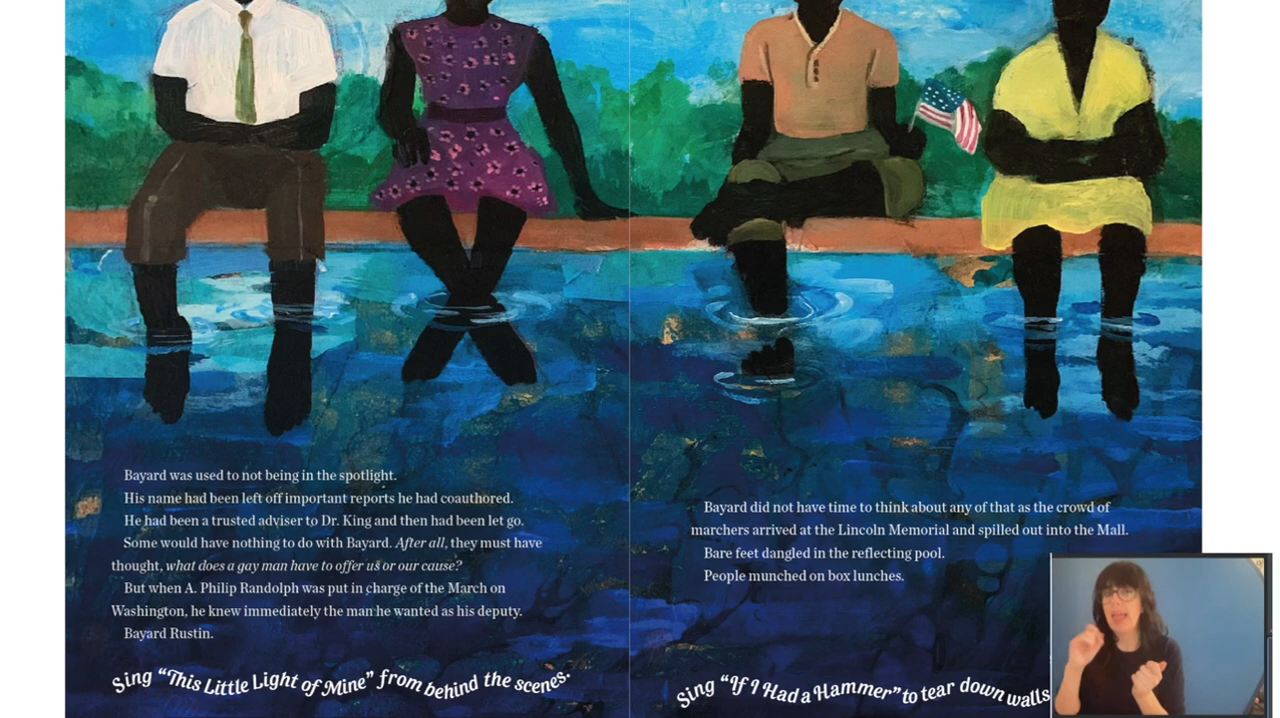 Bayard was used to not being in the spotlight.
His name had been left off important reports he had coauthored.
He had been a trusted adviser to Dr. King and then had been let go.
Some would have nothing to do with Bayard. After all, they must have
thought, what does a gay man have to offer us or our cause?
But when A. Philip Randolph was put in charge of the March on
Washington, he knew immediately the man he wanted as his deputy.
Bayard Rustin.
Sing “This Little Light of Mine” from behind the scenes.
Bayard did not have time to think about any of that as the crowd of
marchers arrived at the Lincoln Memorial and spilled out into the Mall.
Bare feet dangled in the reflecting pool.
People munched on box lunches.
Sing “If I Had a Hammer” to tear down walls